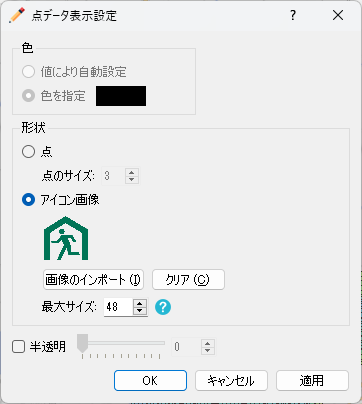 点データ表示設定
?
色
値により自動設定
色を指定
形状
点
点のサイズ: 3
アイコン画像
画像のインポート (I) クリア (C)
最大サイズ: 48 ?
半透明 0
OK キャンセル 適用